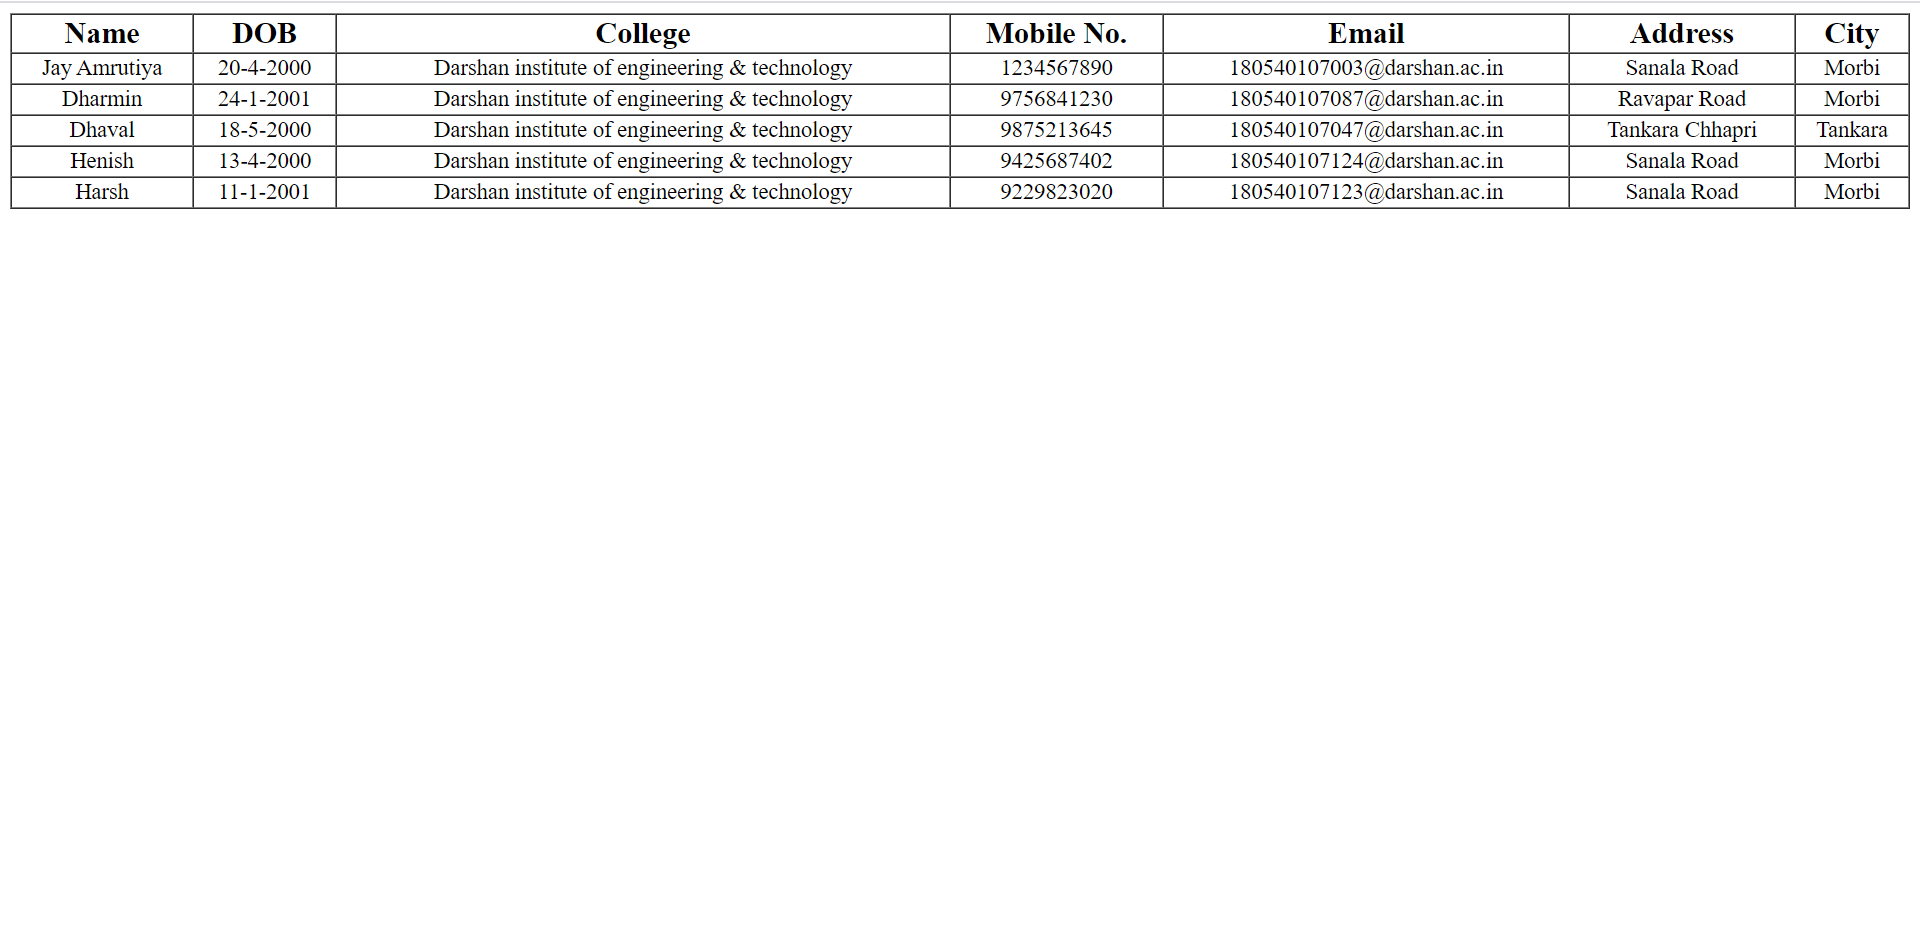 Name DOB College Mobile No. Email Address City
Jay Amrutiya 20-4-2000 Darshan institute of engineering & technology 1234567890 180540107003@darshan.ac.in Sanala Road Morbi
Dharmin 24-1-2001 Darshan institute of engineering & technology 9756841230 180540107087@darshan.ac.in Ravapar Road Morbi
Dhaval 18-5-2000 Darshan institute of engineering & technology 9875213645 180540107047@darshan.ac.in Tankara Chhapri Tankara
Henish 13-4-2000 Darshan institute of engineering & technology 9425687402 180540107124@darshan.ac.in Sanala Road Morbi
Harsh 11-1-2001 Darshan institute of engineering & technology 9229823020 180540107123@darshan.ac.in Sanala Road Morbi